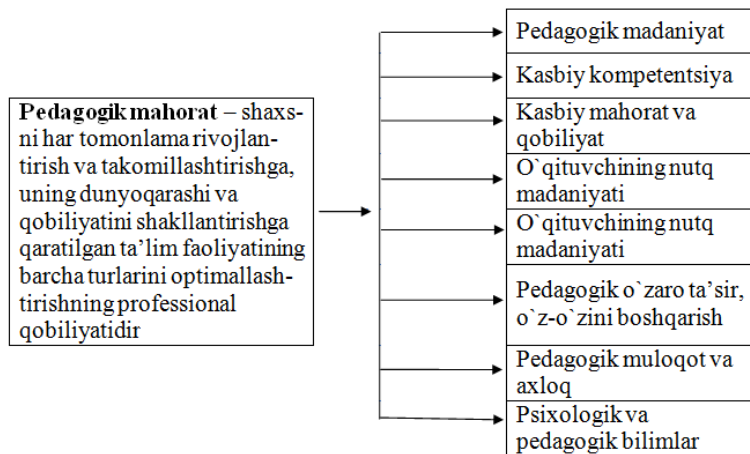 Pedagogik mahorat – shaxs-
ni har tomonlama rivojlan-
tirish va takomillashtirishga,
uning dunyoqarashi va
qobiliyatini shakllantirishga
qaratilgan ta’lim faoliyatining
barcha turlarini optimallash-
tirishning professional
qobiliyatidir
Pedagogik madaniyat
Kasbiy kompetentsiya
Kasbiy mahorat va
qobiliyat
O`qituvchining nutq
madaniyati
O`qituvchining nutq
madaniyati
Pedagogik o`zaro ta’sir,
o`z-o`zini boshqarish
Pedagogik muloqot va
axloq
Psixologik va
pedagogik bilimlar